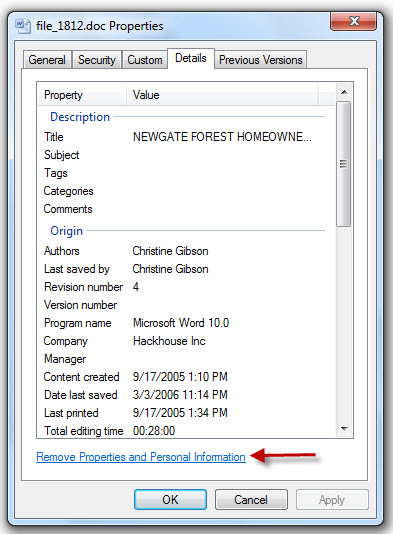 file_1812.doc Properties
General Security Custom Details Previous Versions
Property Value
Description
Title NEWGATE FOREST HOMEOWNE...
Subject
Tags
Categories
Comments
Origin
Authors Christine Gibson
Last saved by Christine Gibson
Revision number 4
Version number
Program name Microsoft Word 10.0
Company Hackhouse Inc
Manager
Content created 9/17/2005 1:10 PM
Date last saved 3/3/2006 11:14 PM
Last printed 9/17/2005 1:34 PM
Total editing time 00:28:00
Remove Properties and Personal Information
OK Cancel Apply